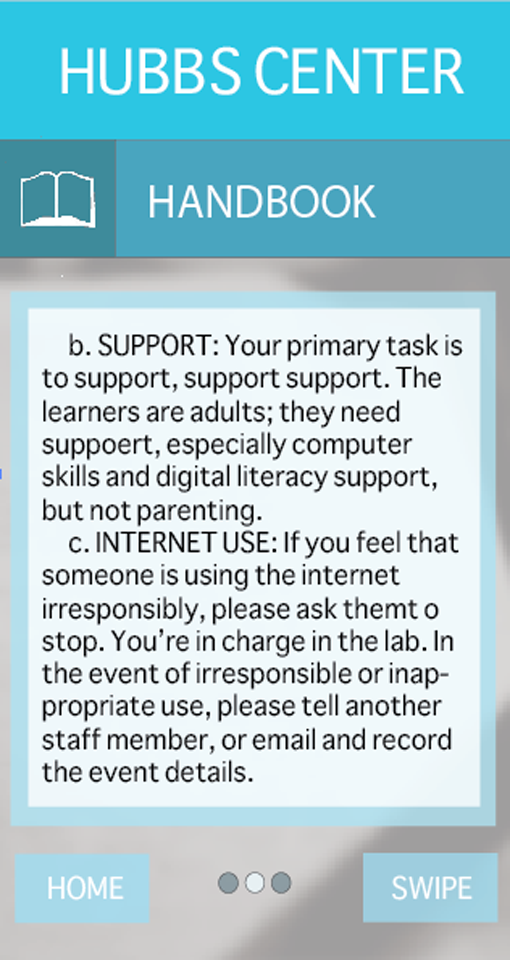 HUBBS CENTER
HANDBOOK
b. SUPPORT: Your primary task is
to support, support support. The
learners are adults; they need
suppoert, especially computer
skills and digital literacy support,
but not parenting.
c. INTERNET USE: If you feel that
someone is using the internet
irresponsibly, please ask themt o
stop. You're in charge in the lab. In
the event of irresponsible or inap-
propriate use, please tell another
staff member, or email and record
the event details.
HOME
SWIPE